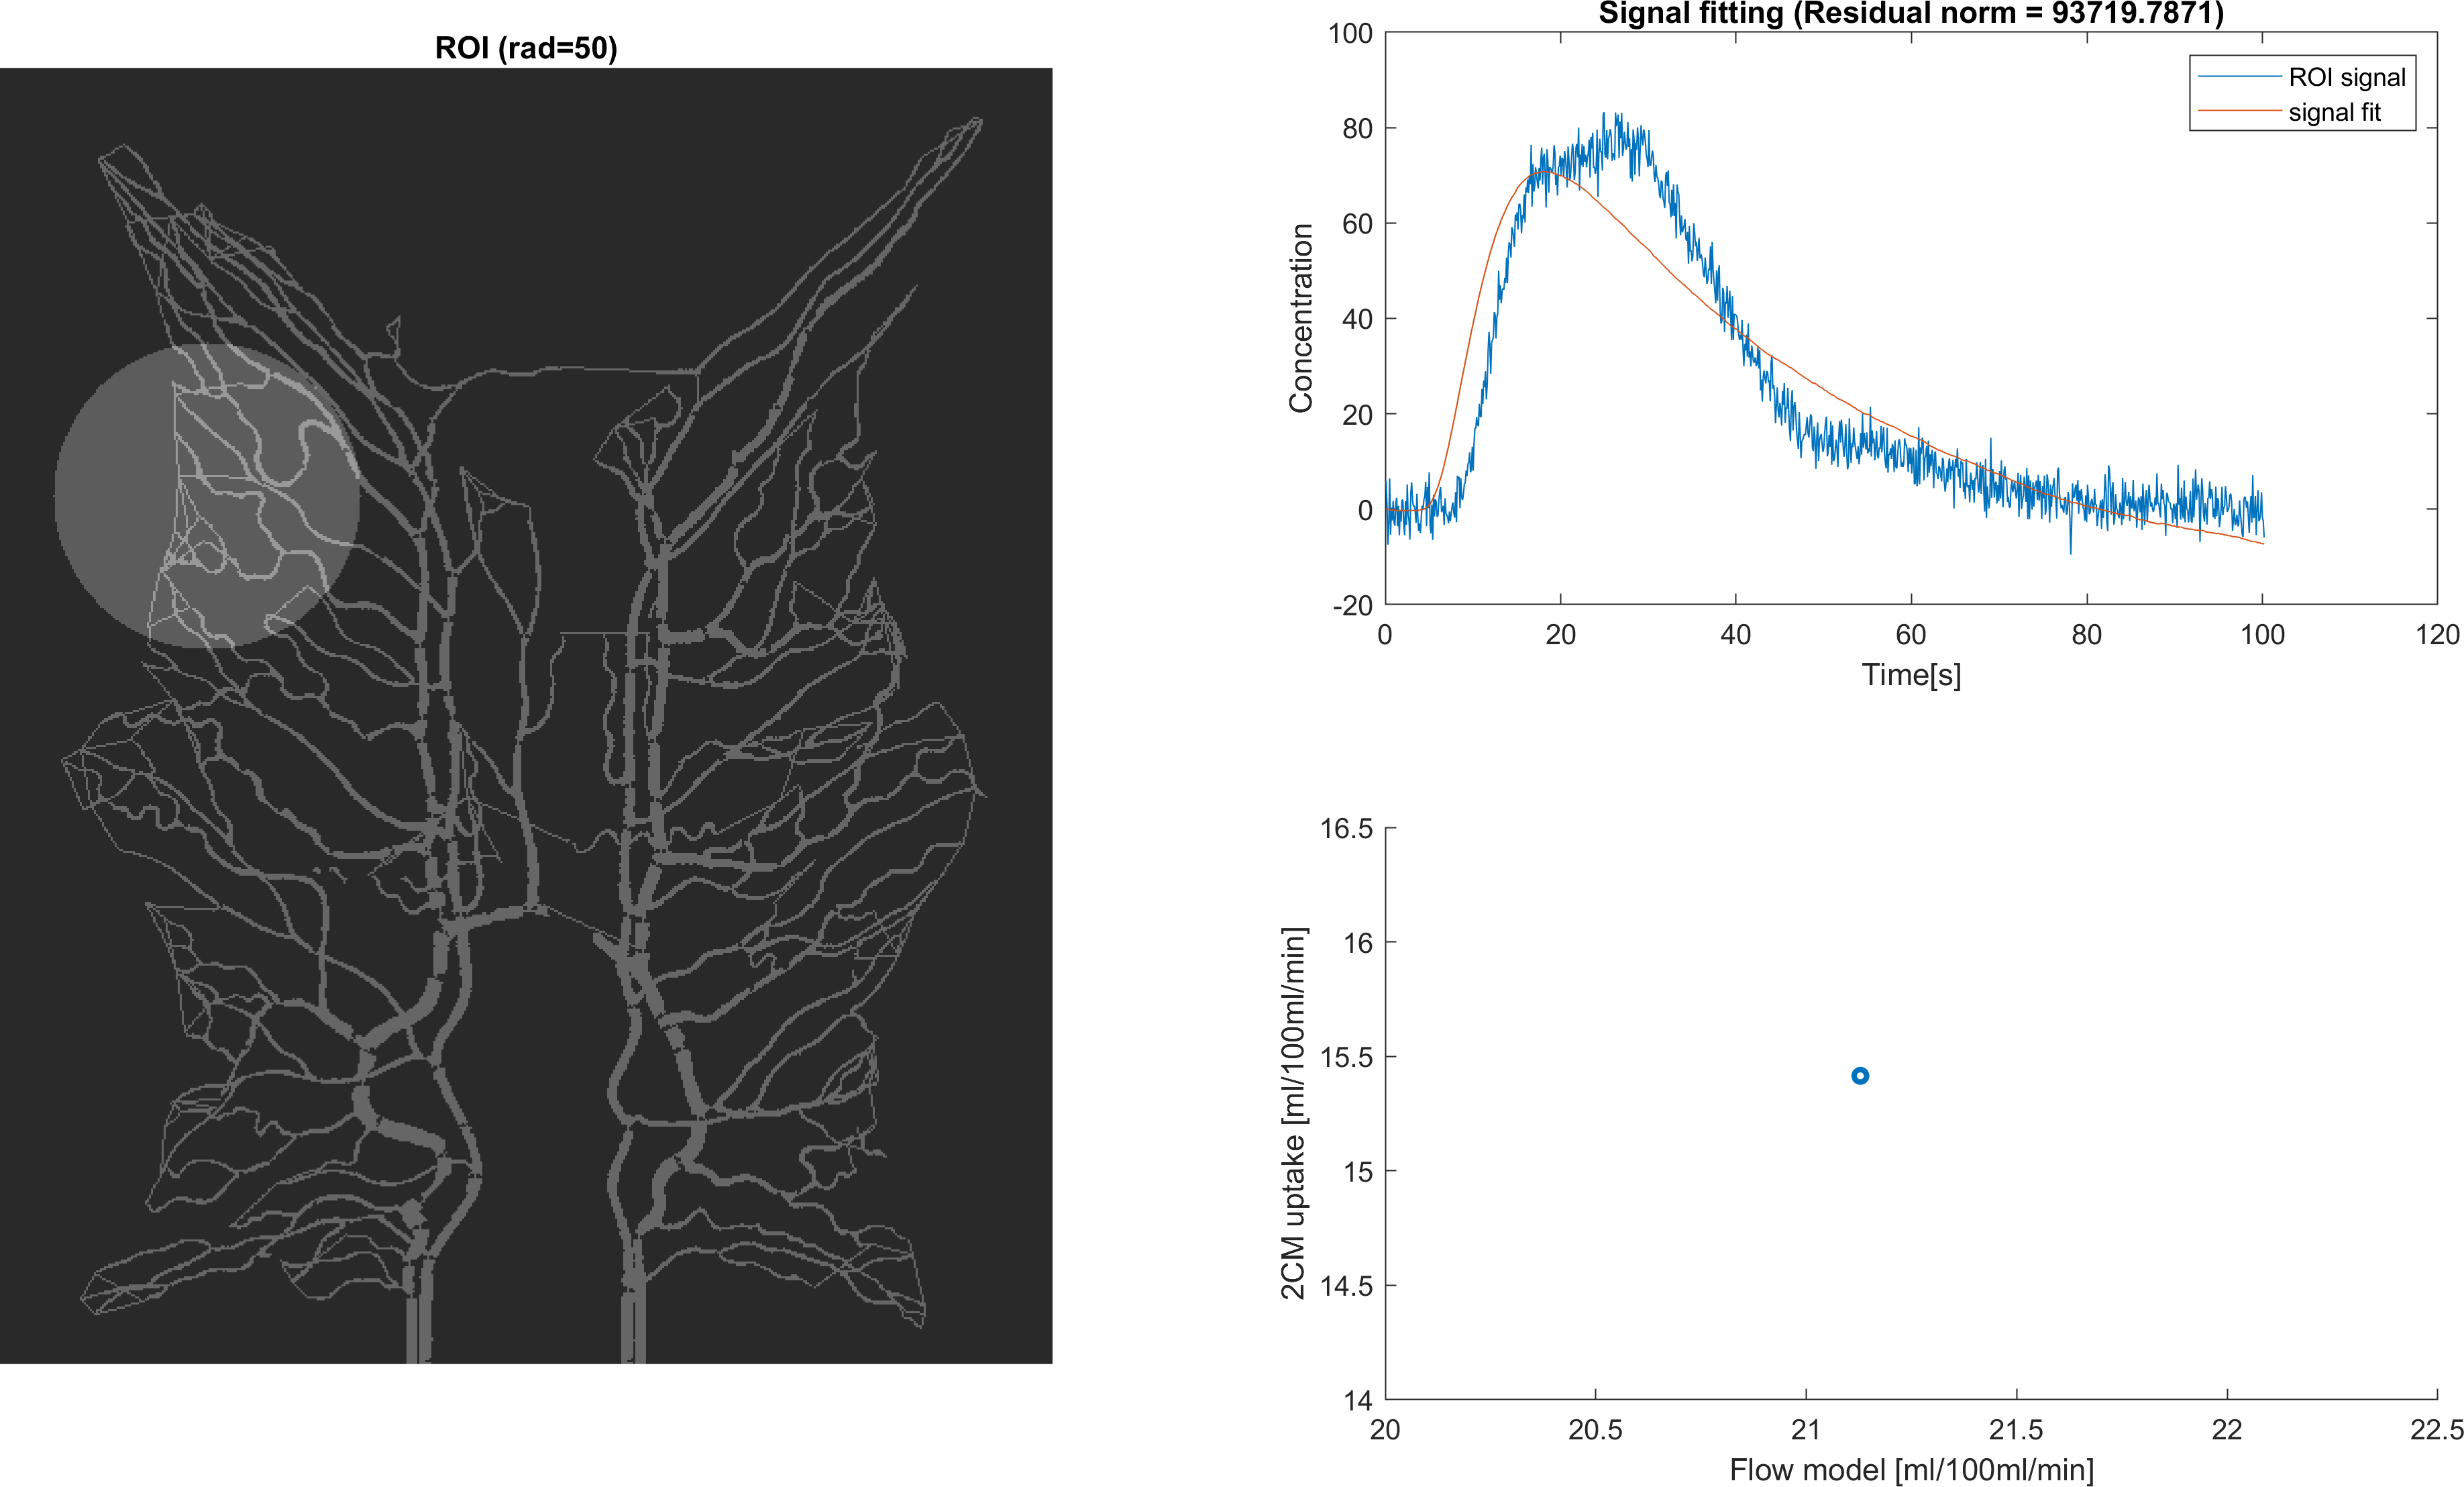 ROI (rad=50)
Signal fitting (Residual norm = 93719.7871)
100
80
60
40
20
0
-20
Concentration
ROI signal
signal fit
0 20 40 60 80 100 120
Time[s]
16.5
16
15.5
15
14.5
14
2CM uptake [ml/100ml/min]
20 20.5 21 21.5 22 22.5
Flow model [ml/100ml/min]